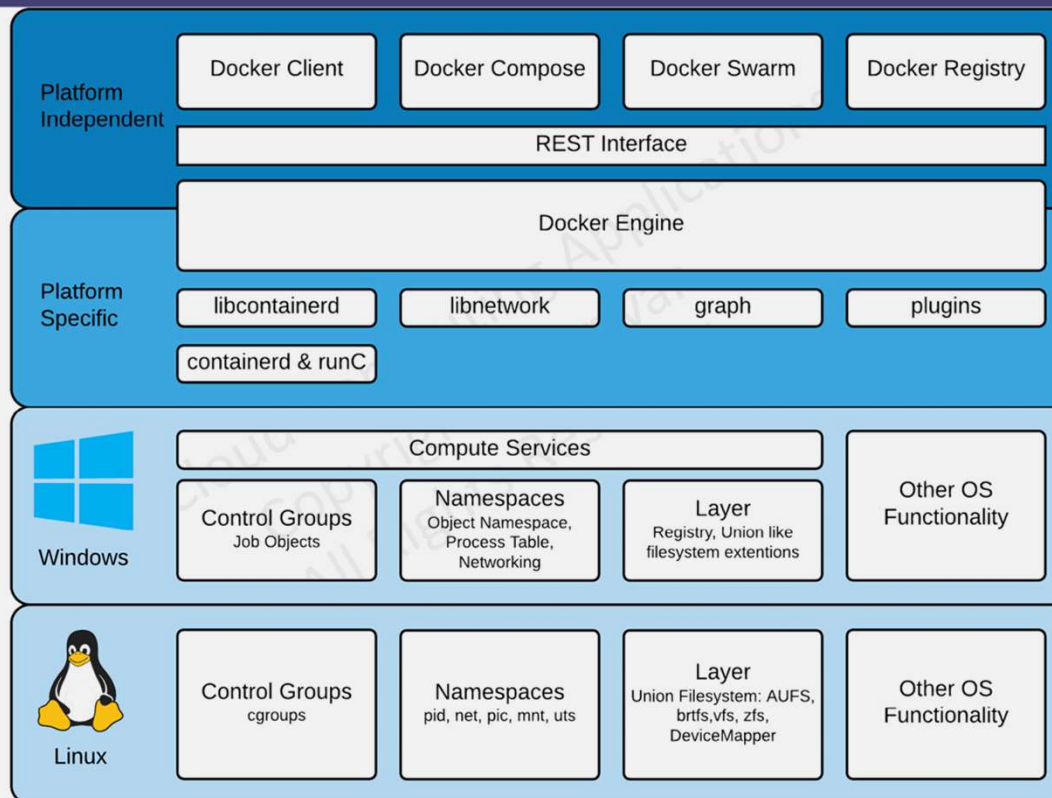 Platform
Independent
Docker Client
Docker Compose
Docker Swarm
Docker Registry
REST Interface
Docker Engine
Platform
Specific
libcontainerd
libnetwork
graph
plugins
containerd & runC
Windows
Compute Services
Control Groups
Job Objects
Namespaces
Object Namespace,
Process Table,
Networking
Layer
Registry, Union like
filesystem extentions
Other OS
Functionality
Linux
Control Groups
cgroups
Namespaces
pid, net, pic, mnt, uts
Layer
Union Filesystem: AUFS,
brtfs,vfs, zfs,
DeviceMapper
Other OS
Functionality